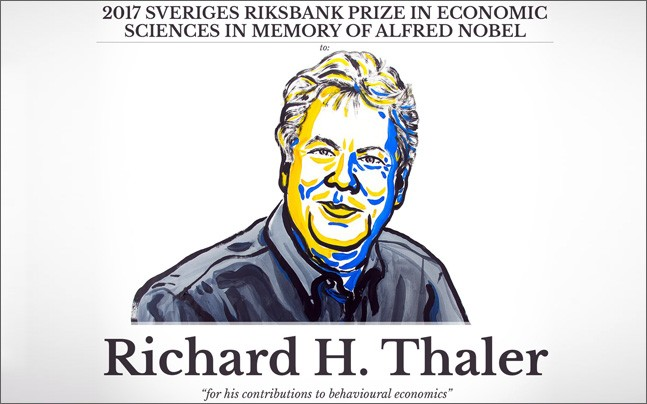 2017 SVERIGES RIKSBANK PRIZE IN ECONOMIC
SCIENCES IN MEMORY OF ALFRED NOBEL
to:
Richard H. Thaler
“for his contributions to behavioural economics”